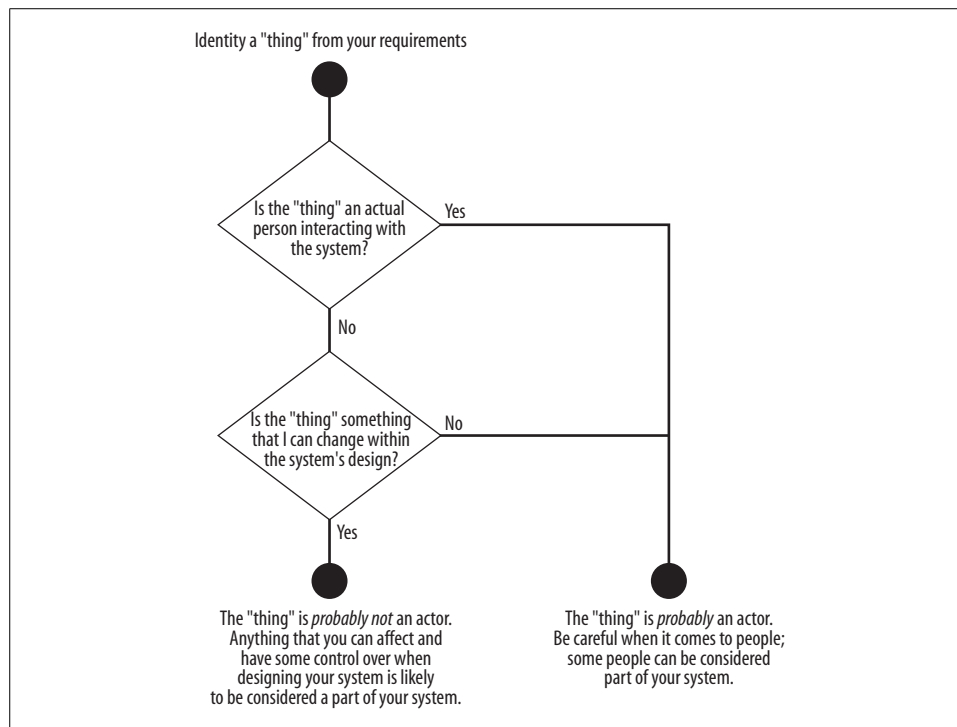 Identity a "thing" from your requirements
Is the "thing" an actual
person interacting with
the system?
Yes
No
Is the "thing" something
that I can change within
the system's design?
No
Yes
The "thing" is probably not an actor.
Anything that you can affect and
have some control over when
designing your system is likely
to be considered a part of your system.
The "thing" is probably an actor.
Be careful when it comes to people;
some people can be considered
part of your system.